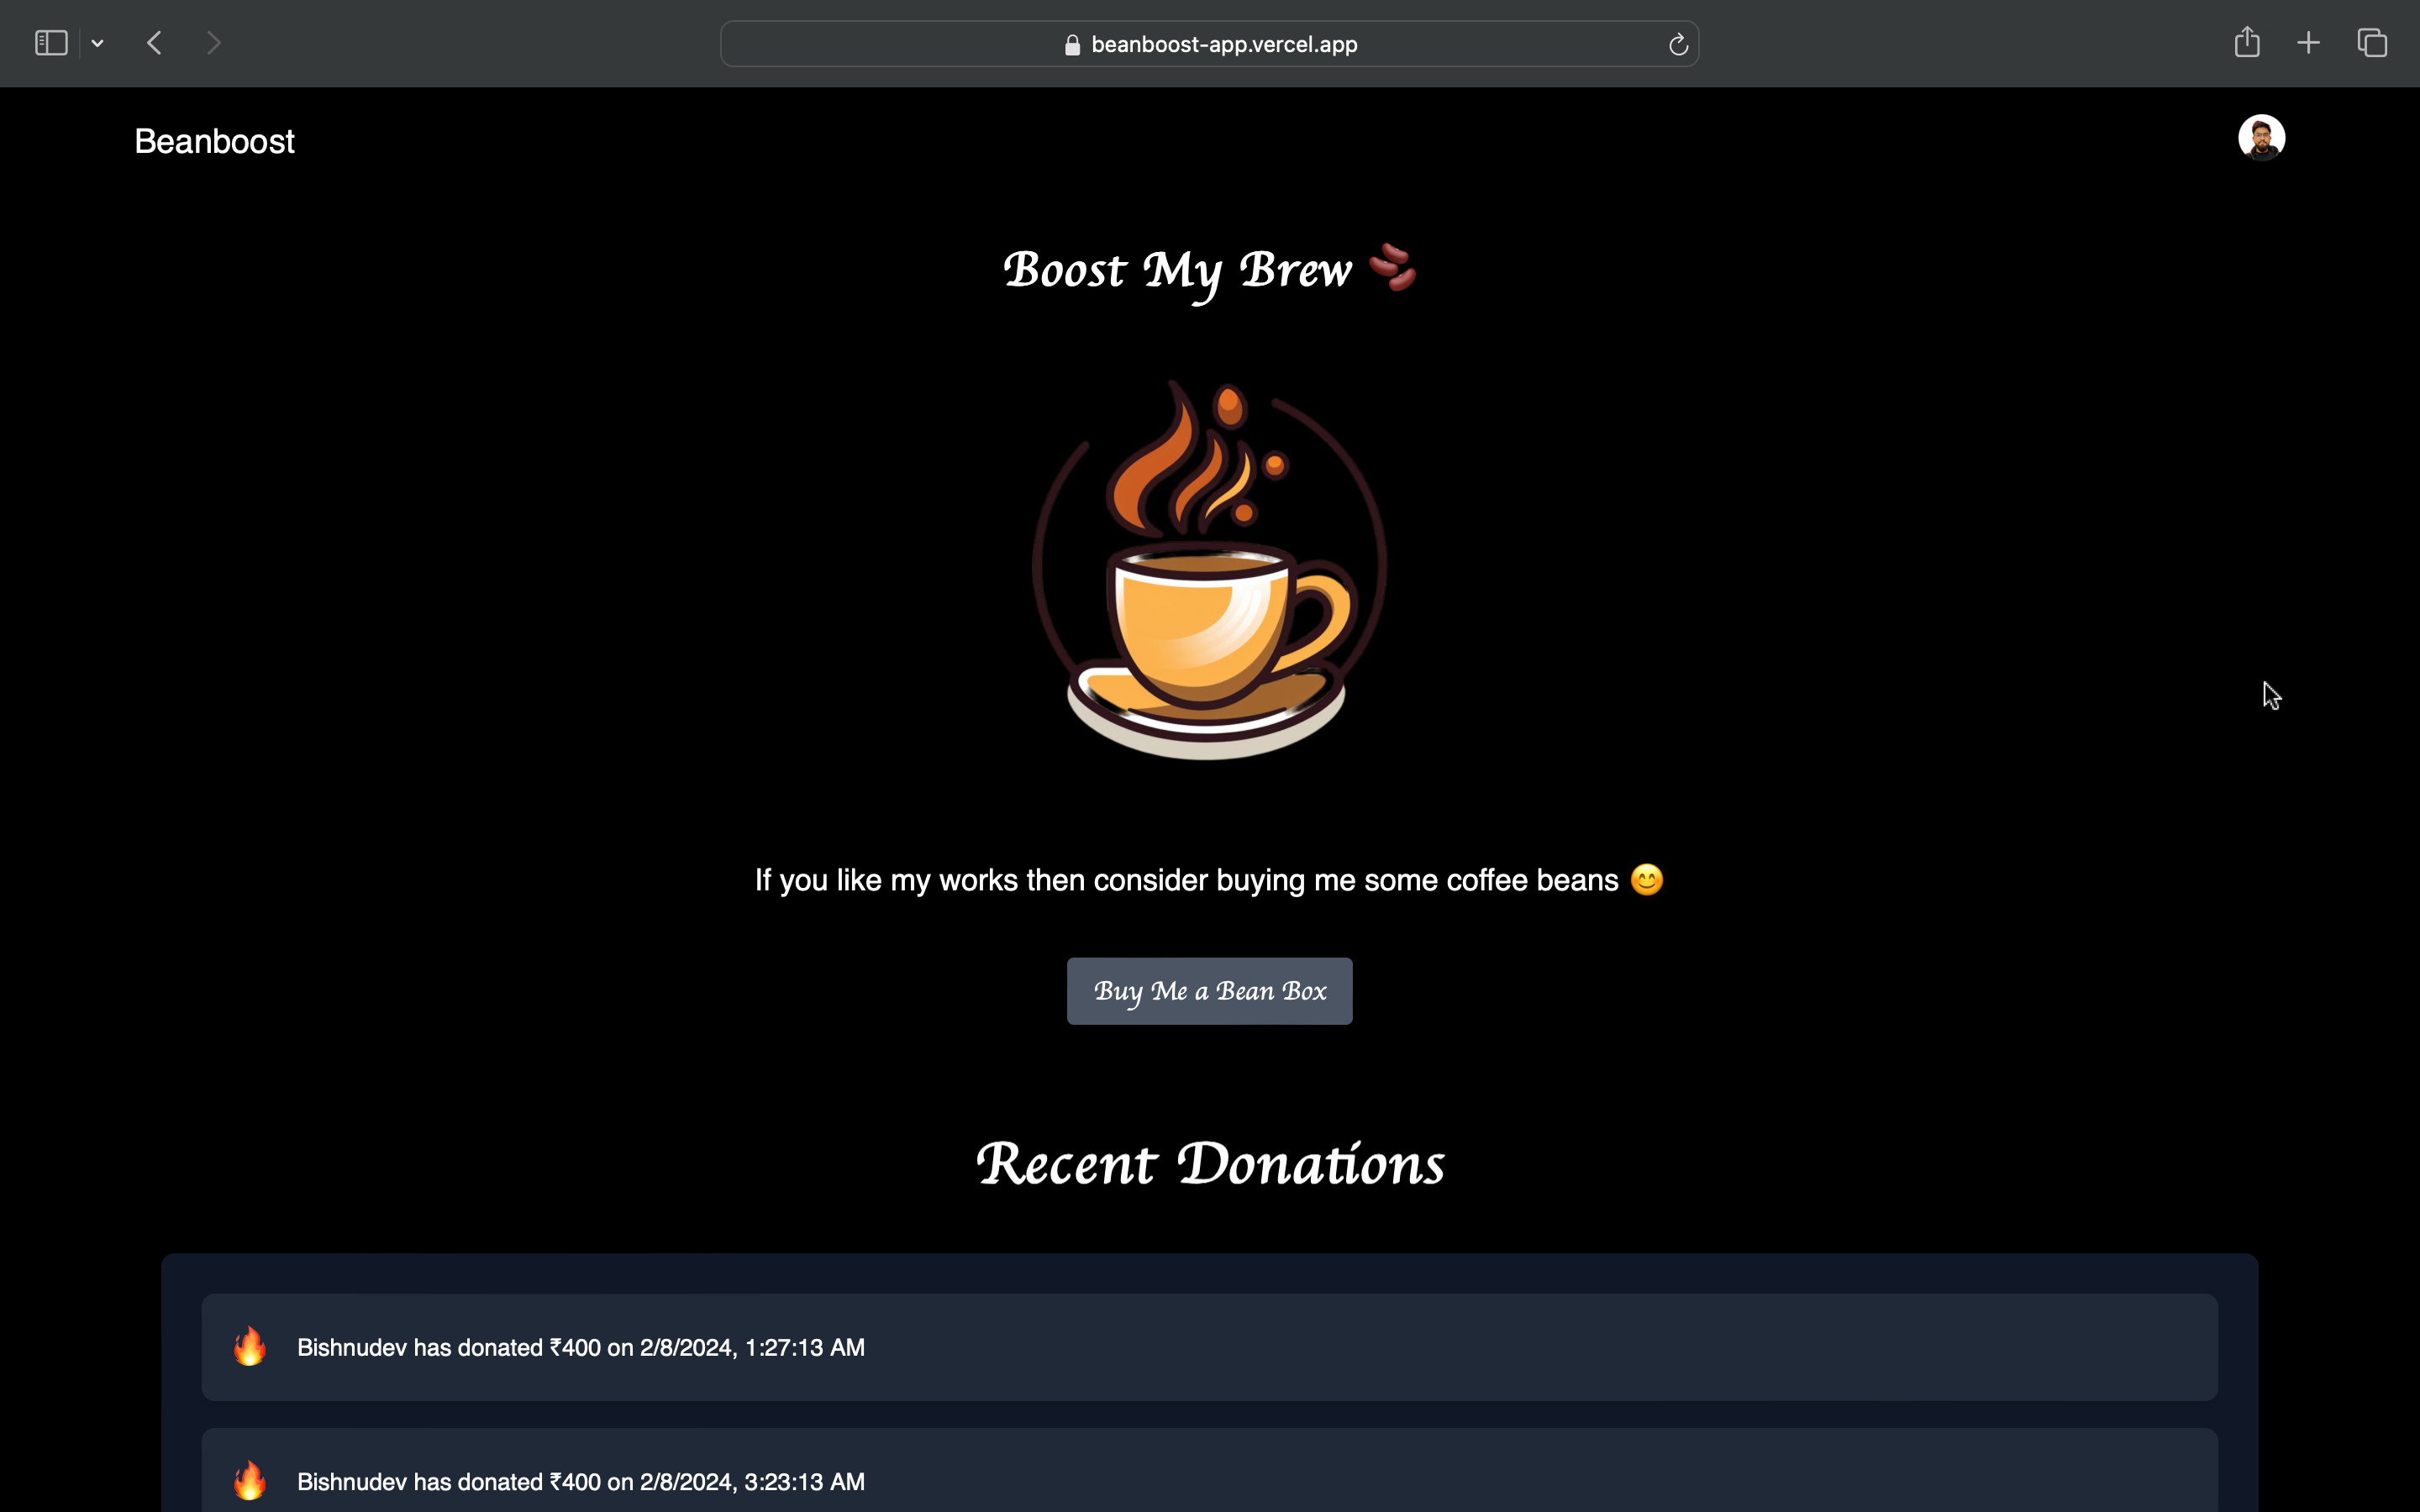 beanboost-app.vercel.app
Beanboost
Boost My Brew
If you like my works then consider buying me some coffee beans 😊
Buy Me a Bean Box
Recent Donations
Bishnudev has donated ₹400 on 2/8/2024, 1:27:13 AM
Bishnudev has donated ₹400 on 2/8/2024, 3:23:13 AM